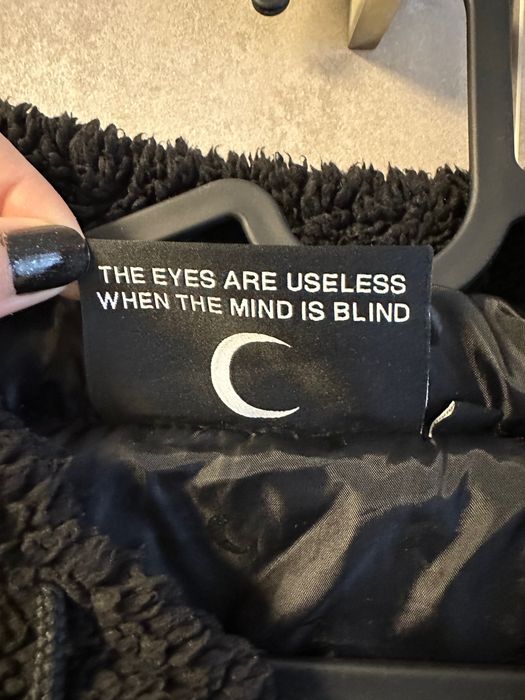 THE EYES ARE USELESS
WHEN THE MIND IS BLIND